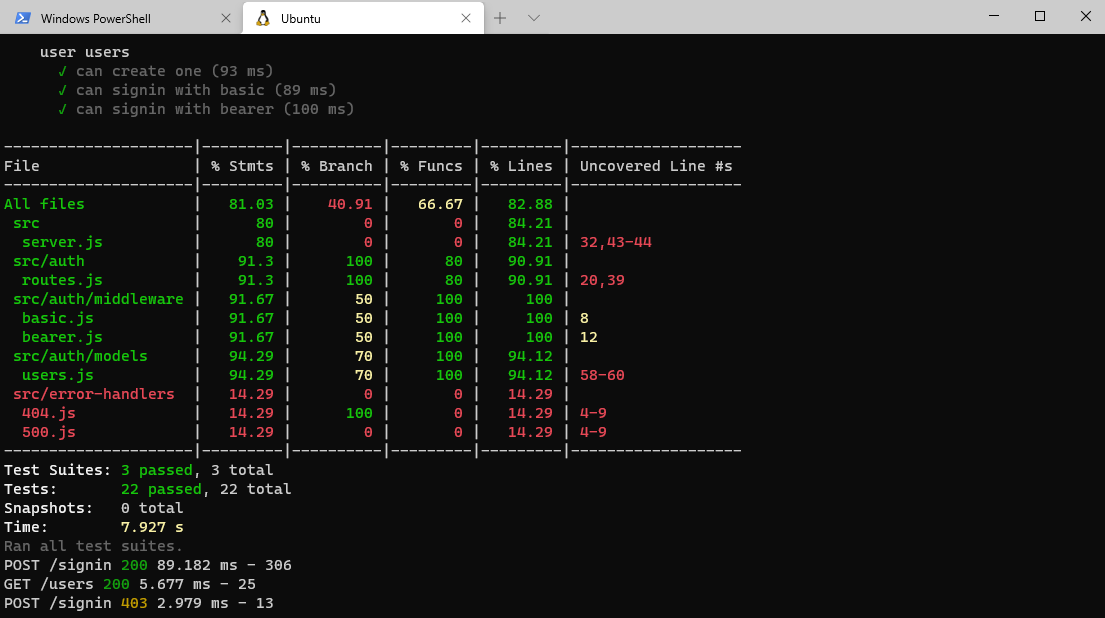 Windows PowerShell
Ubuntu
user users
√ can create one (93 ms)
√ can signin with basic (89 ms)
√ can signin with bearer (100 ms)
---------------------|---------|----------|---------|---------|-------------------
File                 | % Stmts | % Branch | % Funcs | % Lines | Uncovered Line #s
---------------------|---------|----------|---------|---------|-------------------
All files            |   81.03 |    40.91 |   66.67 |   82.88 |
 src                 |      80 |        0 |       0 |   84.21 |
  server.js          |      80 |        0 |       0 |   84.21 | 32,43-44
 src/auth            |    91.3 |      100 |      80 |   90.91 |
  routes.js          |    91.3 |      100 |      80 |   90.91 | 20,39
 src/auth/middleware |   91.67 |       50 |     100 |     100 |
  basic.js           |   91.67 |       50 |     100 |     100 | 8
  bearer.js          |   91.67 |       50 |     100 |     100 | 12
 src/auth/models     |   94.29 |       70 |     100 |   94.12 |
  users.js           |   94.29 |       70 |     100 |   94.12 | 58-60
 src/error-handlers  |   14.29 |        0 |       0 |   14.29 |
  404.js             |   14.29 |      100 |       0 |   14.29 | 4-9
  500.js             |   14.29 |        0 |       0 |   14.29 | 4-9
---------------------|---------|----------|---------|---------|-------------------
Test Suites: 3 passed, 3 total
Tests:       22 passed, 22 total
Snapshots:   0 total
Time:        7.927 s
Ran all test suites.
POST /signin 200 89.182 ms - 306
GET /users 200 5.677 ms - 25
POST /signin 403 2.979 ms - 13